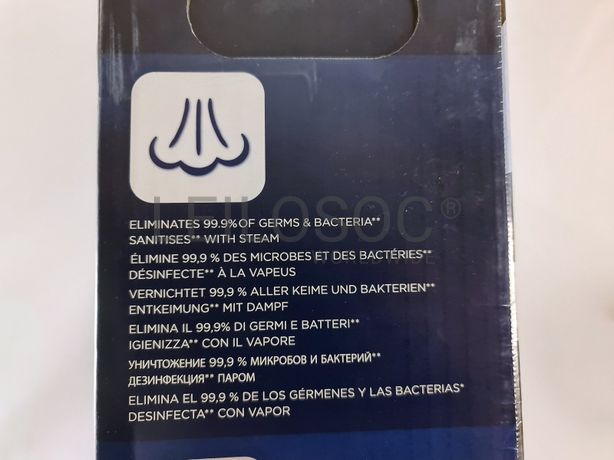 ELIMINATES 99.9% OF GERMS & BACTERIA**
SANITISES** WITH STEAM
ÉLIMINE 99,9 % DES MICROBES ET DES BACTÉRIES**
DÉSINFECTE** À LA VAPEUS
VERNICHTET 99,9 % ALLER KEIME UND BAKTERIEN**
ENTKEIMUNG** MIT DAMPF
ELIMINA IL 99,9% DI GERMI E BATTERI**
IGIENIZZA** CON IL VAPORE
УНИЧТОЖЕНИЕ 99,9 % МИКРОБОВ И БАКТЕРИЙ**
ДЕЗИНФЕКЦИЯ** ПАРОМ
ELIMINA EL 99,9 % DE LOS GÉRMENES Y LAS BACTERIAS*
DESINFECTA** CON VAPOR
LEILOSOC®
WORLDWIDE